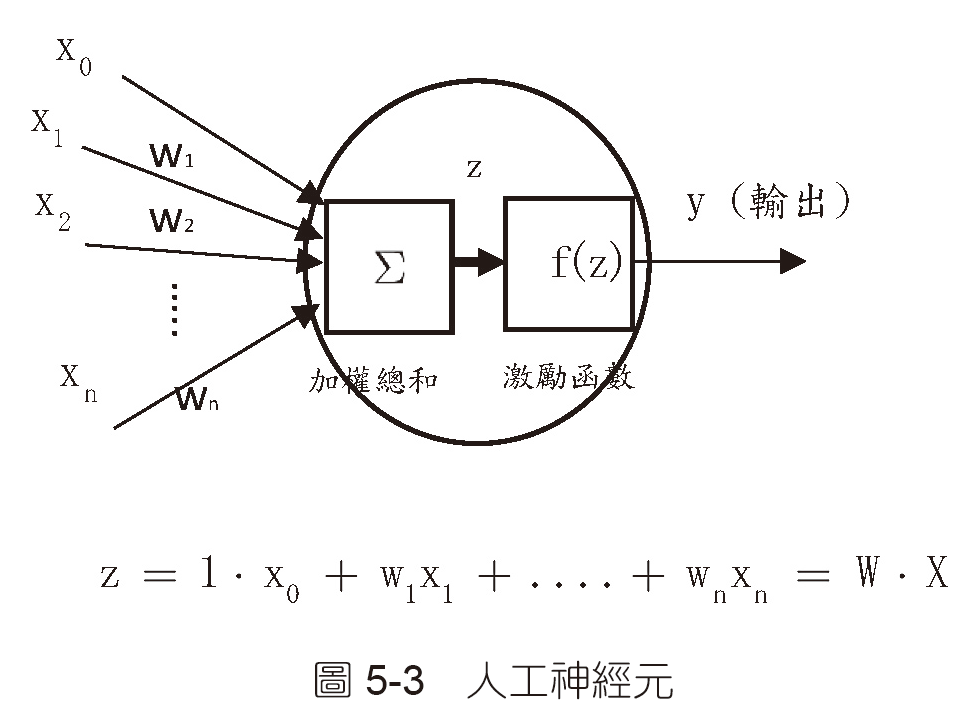 x₀
x₁
w₁
z
x₂
w₂
y（輸出）
Σ
f(z)
xₙ
wₙ
加權總和
激勵函數
z = 1 · x₀ + w₁x₁ + .... + wₙxₙ = W · X
圖 5-3 人工神經元